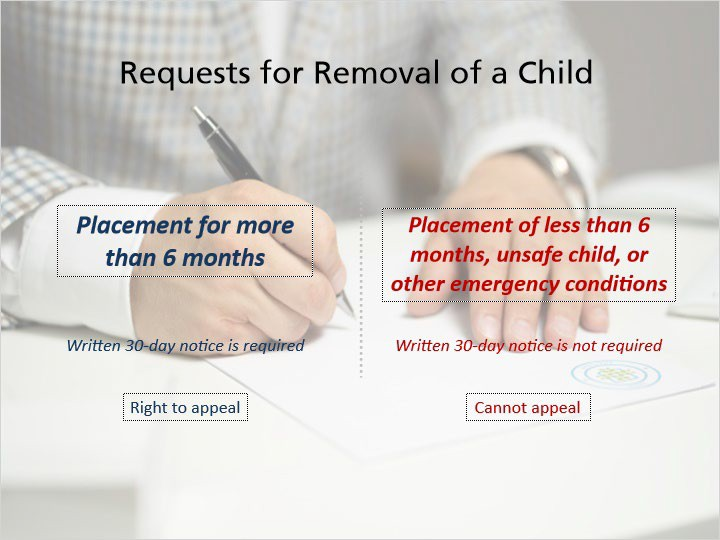 Requests for Removal of a Child
Placement for more
than 6 months
Written 30-day notice is required
Right to appeal
Placement of less than 6
months, unsafe child, or
other emergency conditions
Written 30-day notice is not required
Cannot appeal